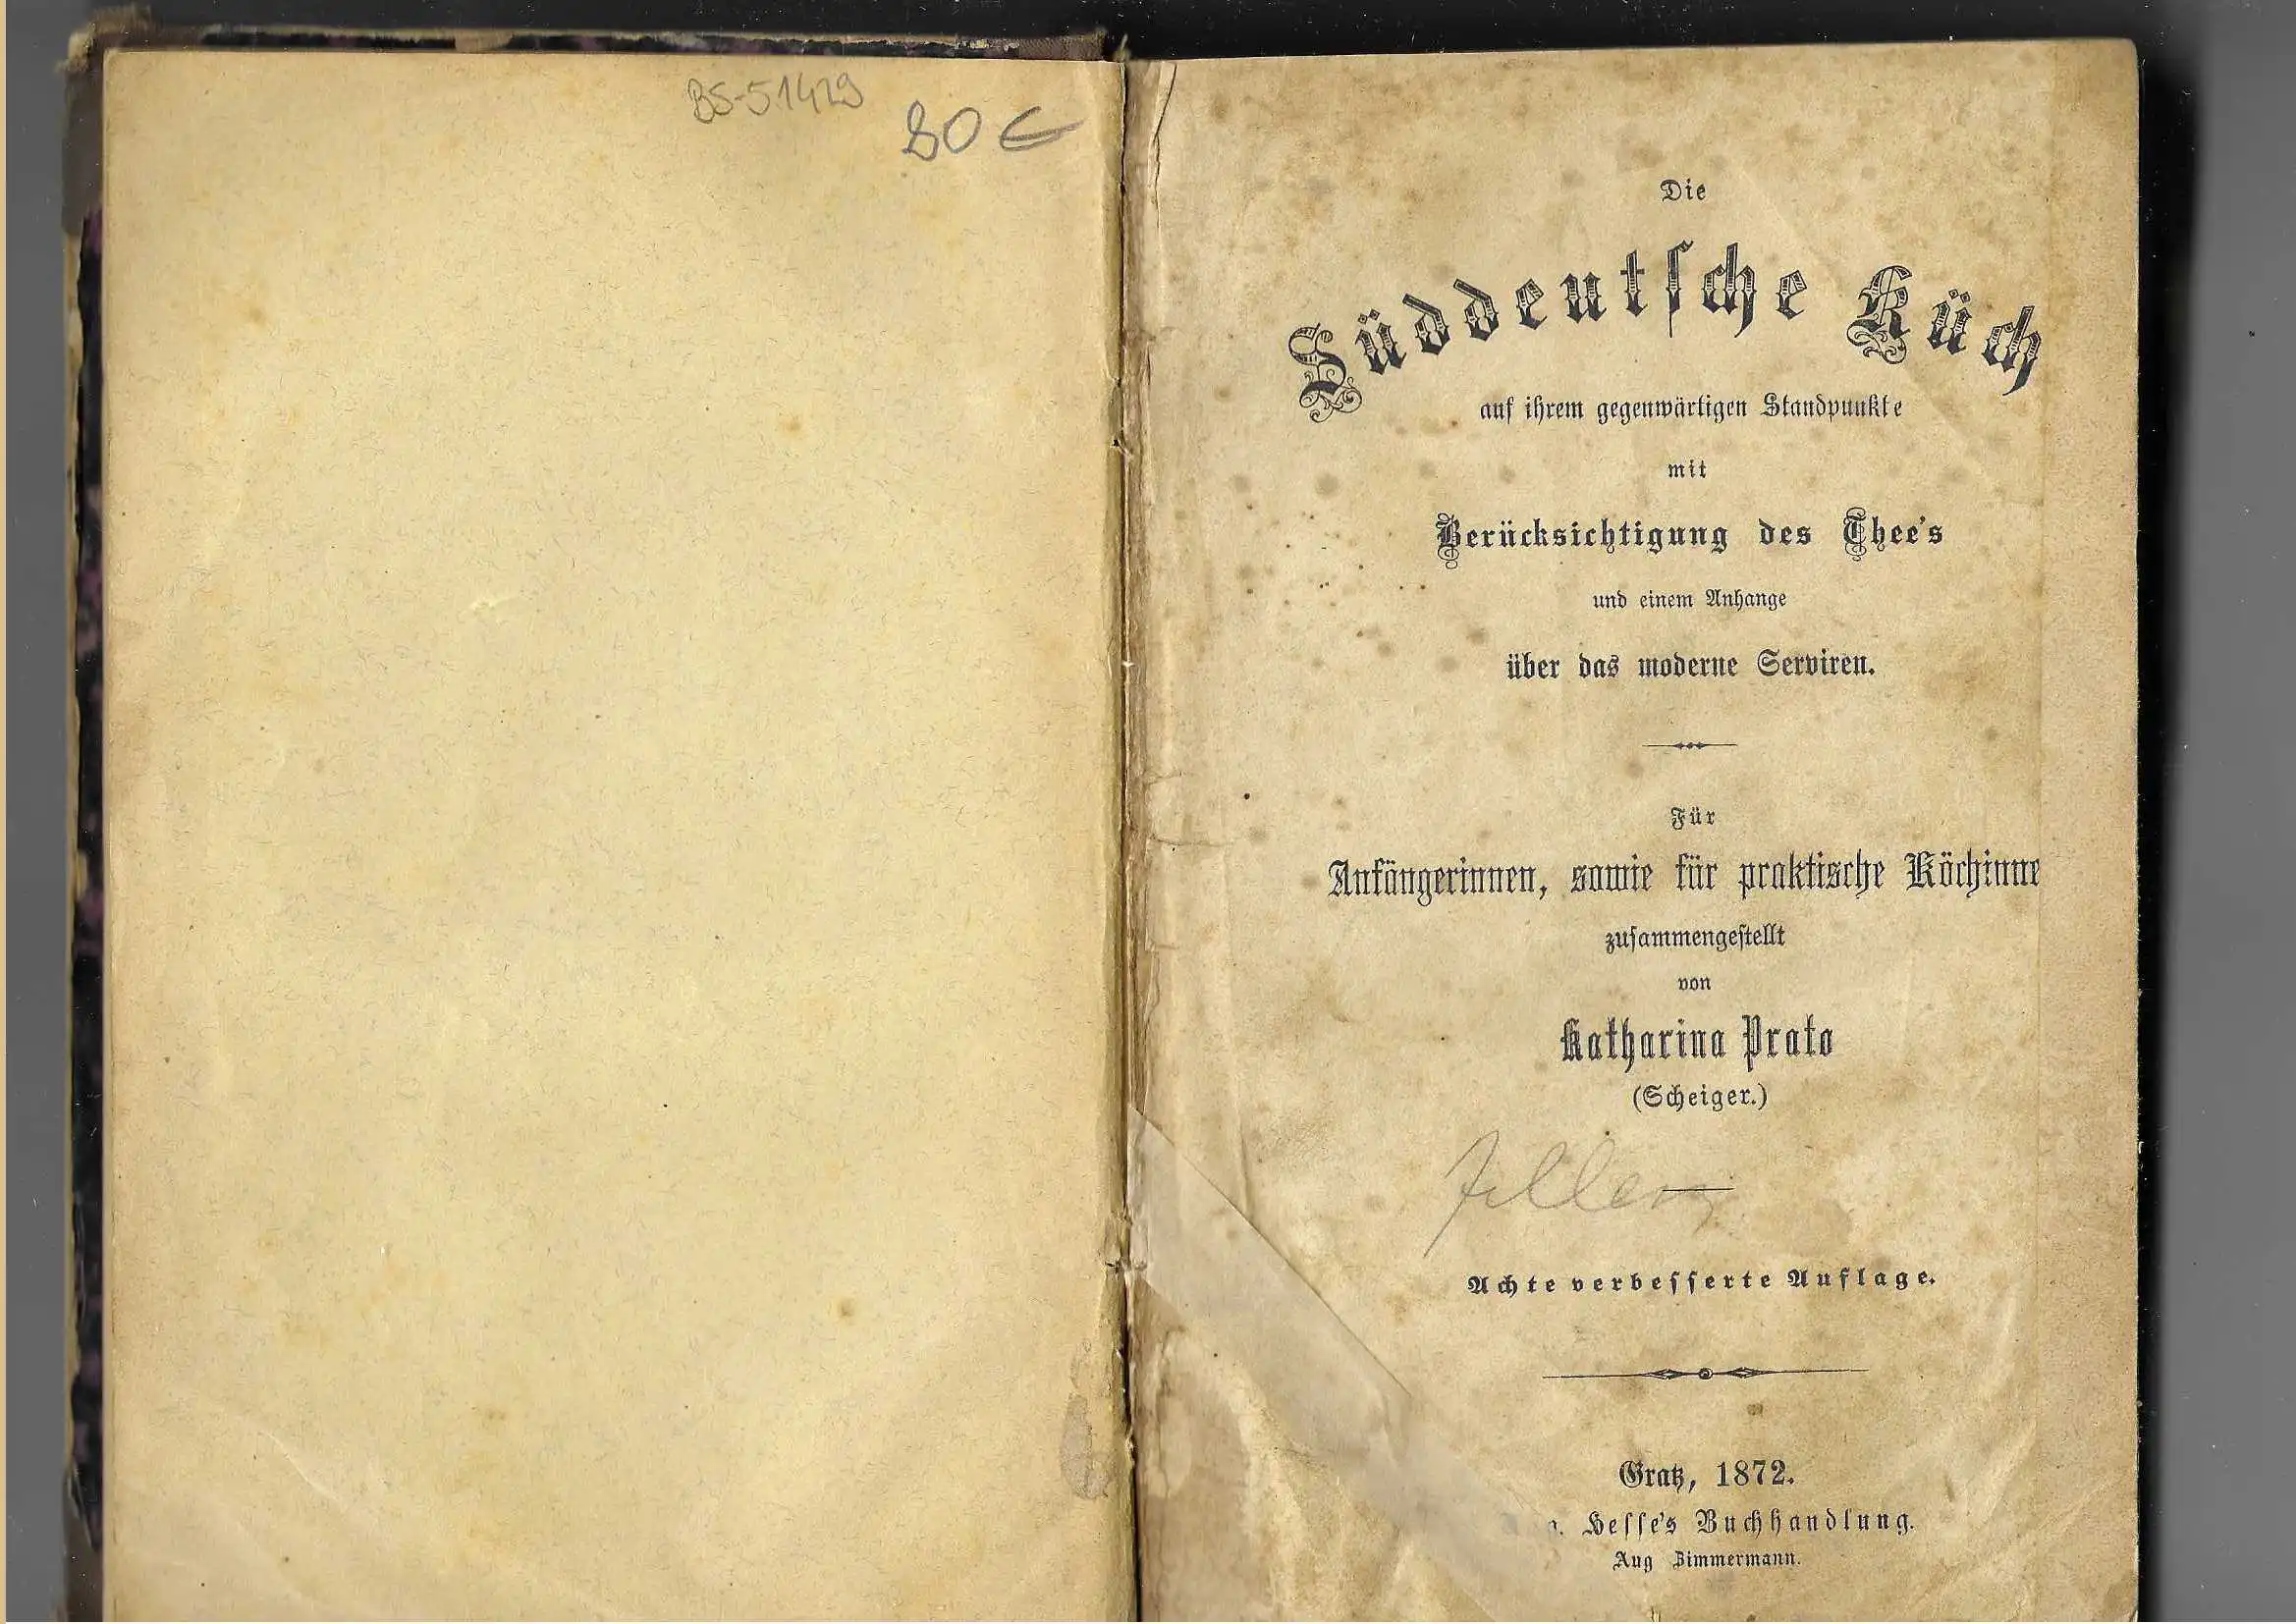 BS-51429
80 €
Die
Süddeutsche Küch
auf ihrem gegenwärtigen Standpunkte
mit
Berücksichtigung des Thee's
und einem Anhange
über das moderne Serviren.
Für
Anfängerinnen, sowie für praktische Köchinne
zusammengestellt
von
Katharina Prato
(Scheiger.)
Achte verbesserte Auflage.
Gratz, 1872.
Hesse's Buchhandlung.
Aug Zimmermann.